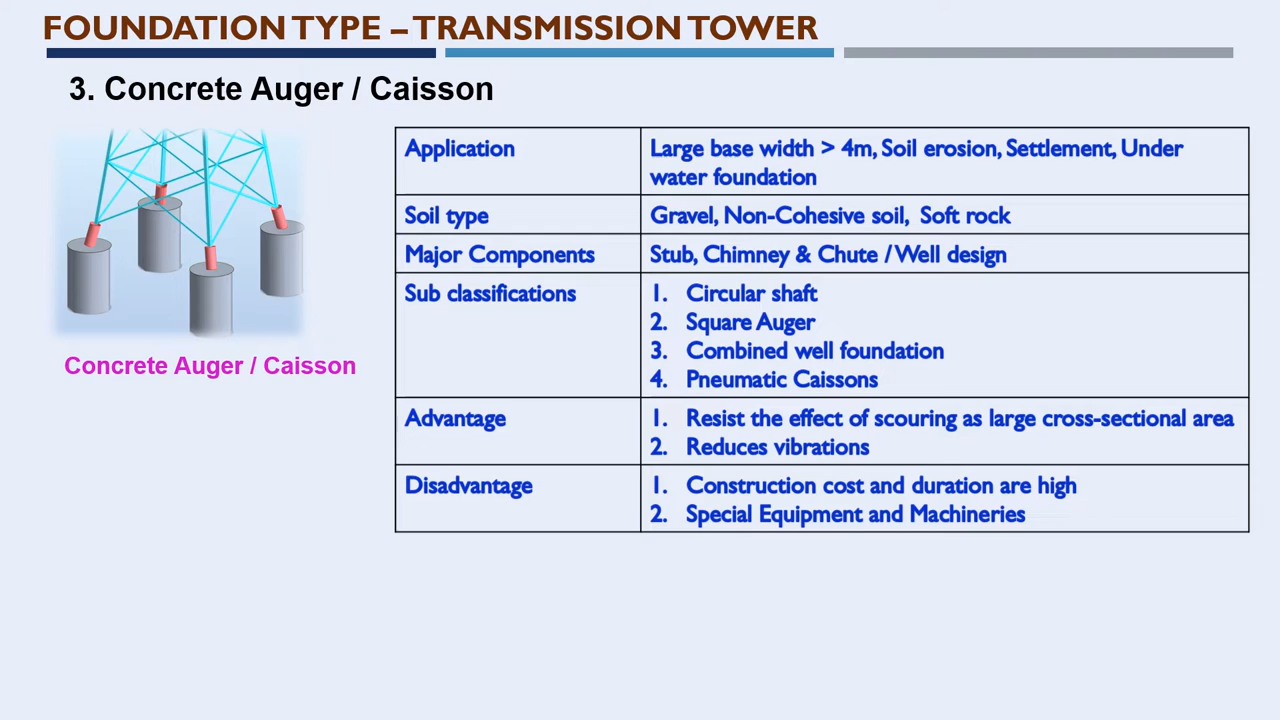 FOUNDATION TYPE – TRANSMISSION TOWER
3. Concrete Auger / Caisson
Concrete Auger / Caisson
Application
Large base width > 4m, Soil erosion, Settlement, Under
water foundation
Soil type
Gravel, Non-Cohesive soil, Soft rock
Major Components
Stub, Chimney & Chute / Well design
Sub classifications
1. Circular shaft
2. Square Auger
3. Combined well foundation
4. Pneumatic Caissons
Advantage
1. Resist the effect of scouring as large cross-sectional area
2. Reduces vibrations
Disadvantage
1. Construction cost and duration are high
2. Special Equipment and Machineries